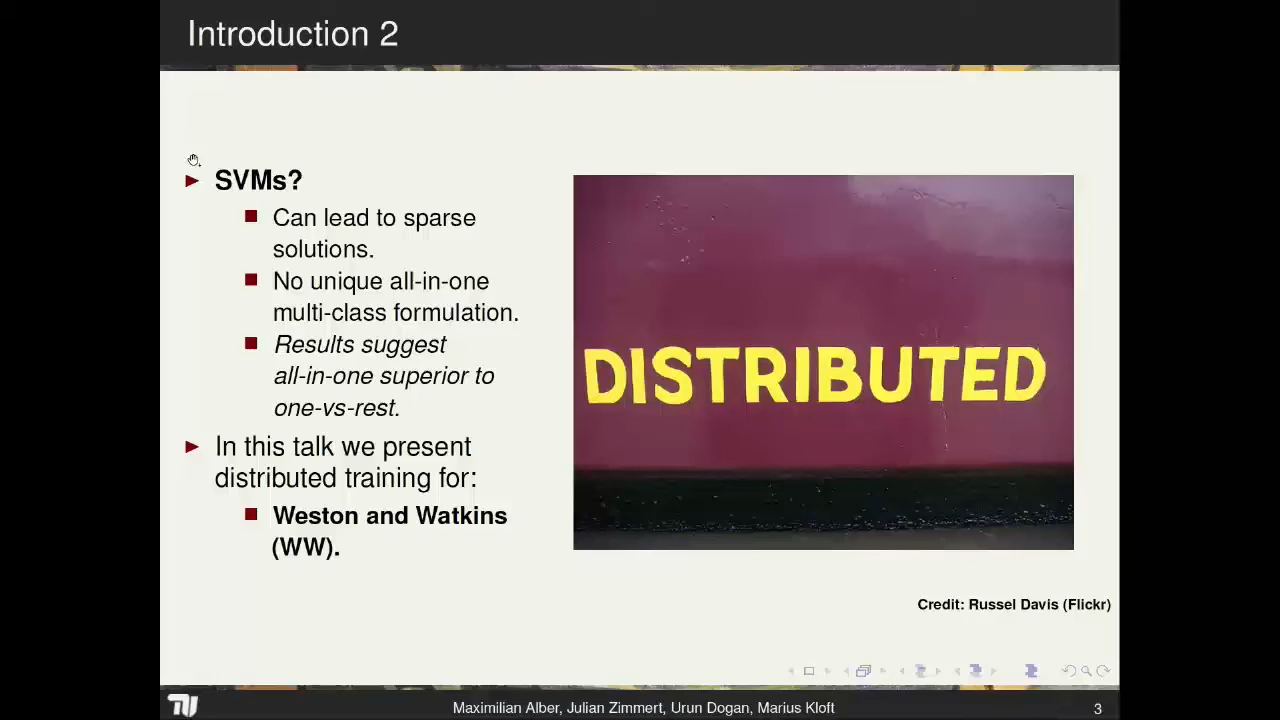 Introduction 2
SVMs?
Can lead to sparse
solutions.
No unique all-in-one
multi-class formulation.
Results suggest
all-in-one superior to
one-vs-rest.
In this talk we present
distributed training for:
Weston and Watkins
(WW).
DISTRIBUTED
Credit: Russel Davis (Flickr)
Maximilian Alber, Julian Zimmert, Urun Dogan, Marius Kloft
3